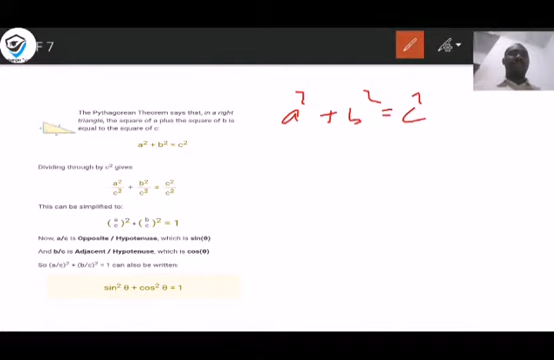 F 7
The Pythagorean Theorem says that, in a right
triangle, the square of a plus the square of b is
equal to the square of c:
a² + b² = c²
Dividing through by c² gives
a²/c² + b²/c² = c²/c²
This can be simplified to:
(a/c)² + (b/c)² = 1
Now, a/c is Opposite / Hypotenuse, which is sin(θ)
And b/c is Adjacent / Hypotenuse, which is cos(θ)
So (a/c)² + (b/c)² = 1 can also be written:
sin² θ + cos² θ = 1
a² + b² = c²